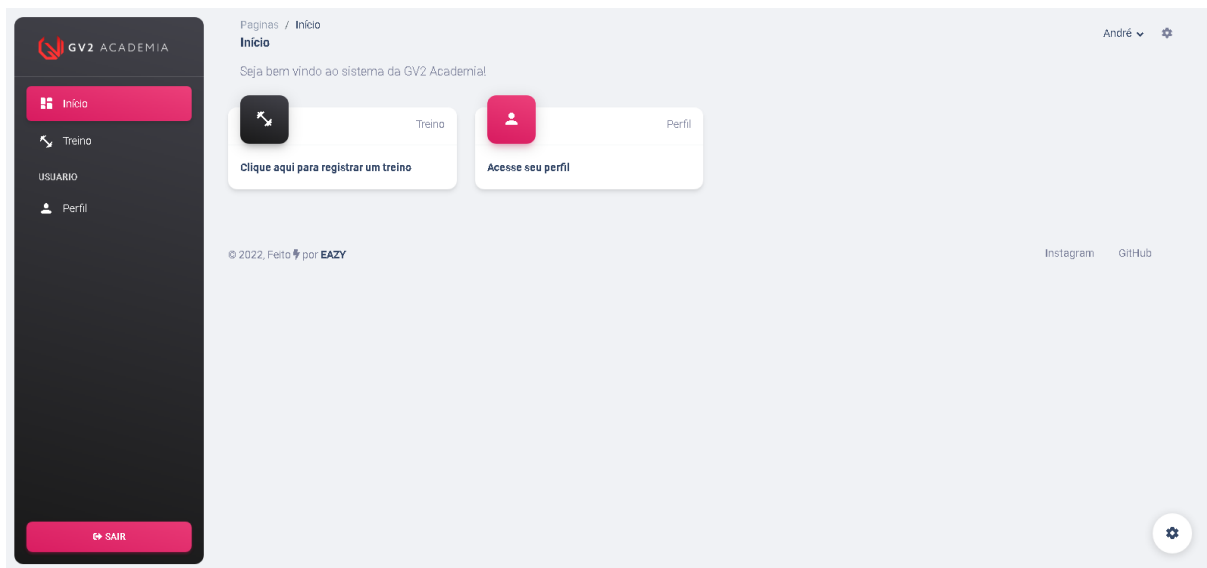 GV2 ACADEMIA
Início
Treino
USUARIO
Perfil
SAIR
Paginas / Início
Início
André
Seja bem vindo ao sistema da GV2 Academia!
Treino
Clique aqui para registrar um treino
Perfil
Acesse seu perfil
© 2022, Feito por EAZY
Instagram GitHub